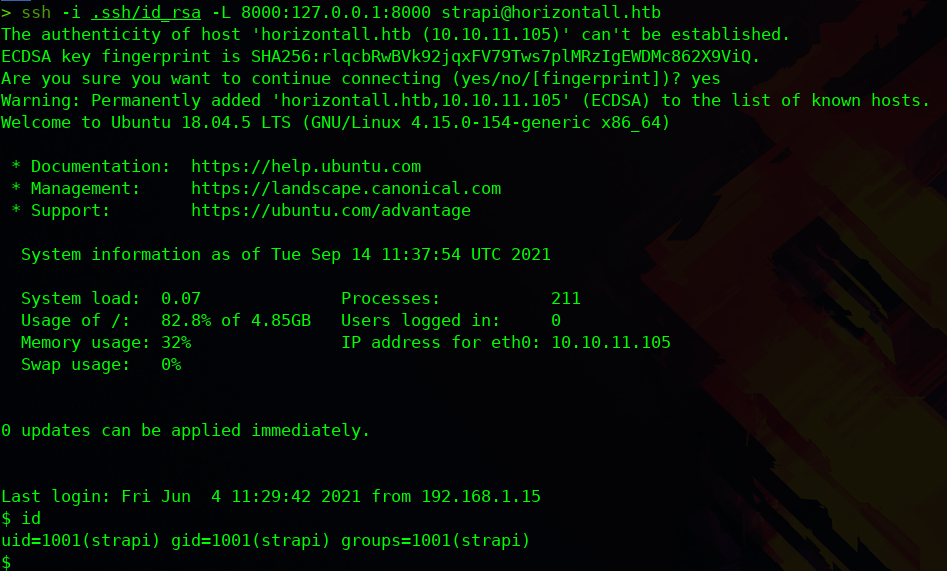 > ssh -i .ssh/id_rsa -L 8000:127.0.0.1:8000 strapi@horizontall.htb
The authenticity of host 'horizontall.htb (10.10.11.105)' can't be established.
ECDSA key fingerprint is SHA256:rlqcbRwBVk92jqxFV79Tws7plMRzIgEWDMc862X9ViQ.
Are you sure you want to continue connecting (yes/no/[fingerprint])? yes
Warning: Permanently added 'horizontall.htb,10.10.11.105' (ECDSA) to the list of known hosts.
Welcome to Ubuntu 18.04.5 LTS (GNU/Linux 4.15.0-154-generic x86_64)
* Documentation:  https://help.ubuntu.com
* Management:     https://landscape.canonical.com
* Support:        https://ubuntu.com/advantage
System information as of Tue Sep 14 11:37:54 UTC 2021
System load:  0.07               Processes:           211
Usage of /:   82.8% of 4.85GB   Users logged in:     0
Memory usage: 32%               IP address for eth0: 10.10.11.105
Swap usage:   0%
0 updates can be applied immediately.
Last login: Fri Jun  4 11:29:42 2021 from 192.168.1.15
$ id
uid=1001(strapi) gid=1001(strapi) groups=1001(strapi)
$